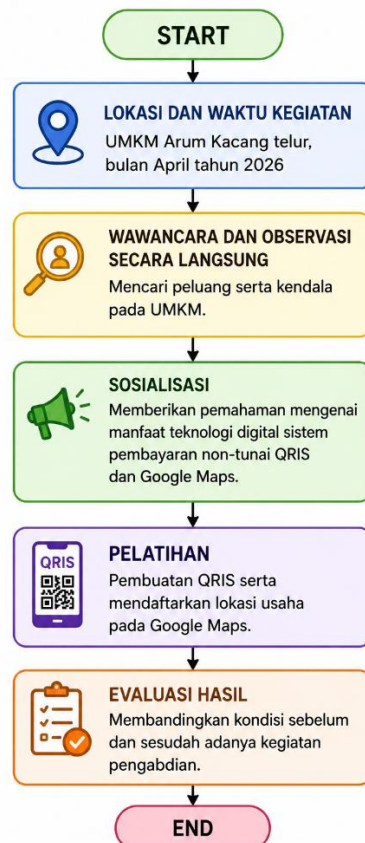 START
LOKASI DAN WAKTU KEGIATAN
UMKM Arum Kacang telur,
bulan April tahun 2026
WAWANCARA DAN OBSERVASI
SECARA LANGSUNG
Mencari peluang serta kendala
pada UMKM.
SOSIALISASI
Memberikan pemahaman mengenai
manfaat teknologi digital sistem
pembayaran non-tunai QRIS
dan Google Maps.
QRIS
PELATIHAN
Pembuatan QRIS serta
mendaftarkan lokasi usaha
pada Google Maps.
EVALUASI HASIL
Membandingkan kondisi sebelum
dan sesudah adanya kegiatan
pengabdian.
END